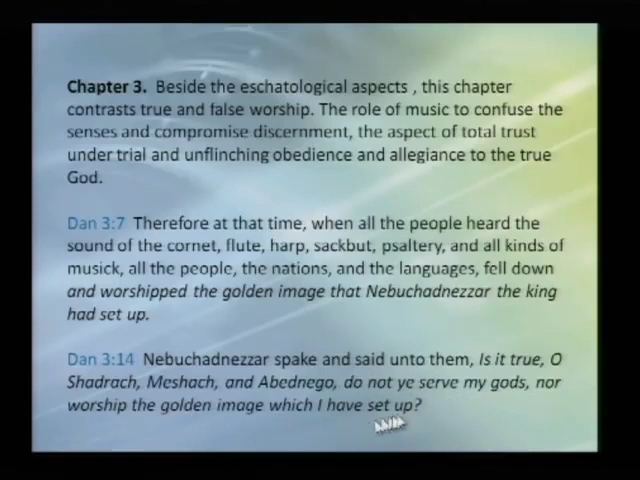 Chapter 3. Beside the eschatological aspects , this chapter
contrasts true and false worship. The role of music to confuse the
senses and compromise discernment, the aspect of total trust
under trial and unflinching obedience and allegiance to the true
God.
Dan 3:7 Therefore at that time, when all the people heard the
sound of the cornet, flute, harp, sackbut, psaltery, and all kinds of
musick, all the people, the nations, and the languages, fell down
and worshipped the golden image that Nebuchadnezzar the king
had set up.
Dan 3:14 Nebuchadnezzar spake and said unto them, Is it true, O
Shadrach, Meshach, and Abednego, do not ye serve my gods, nor
worship the golden image which I have set up?